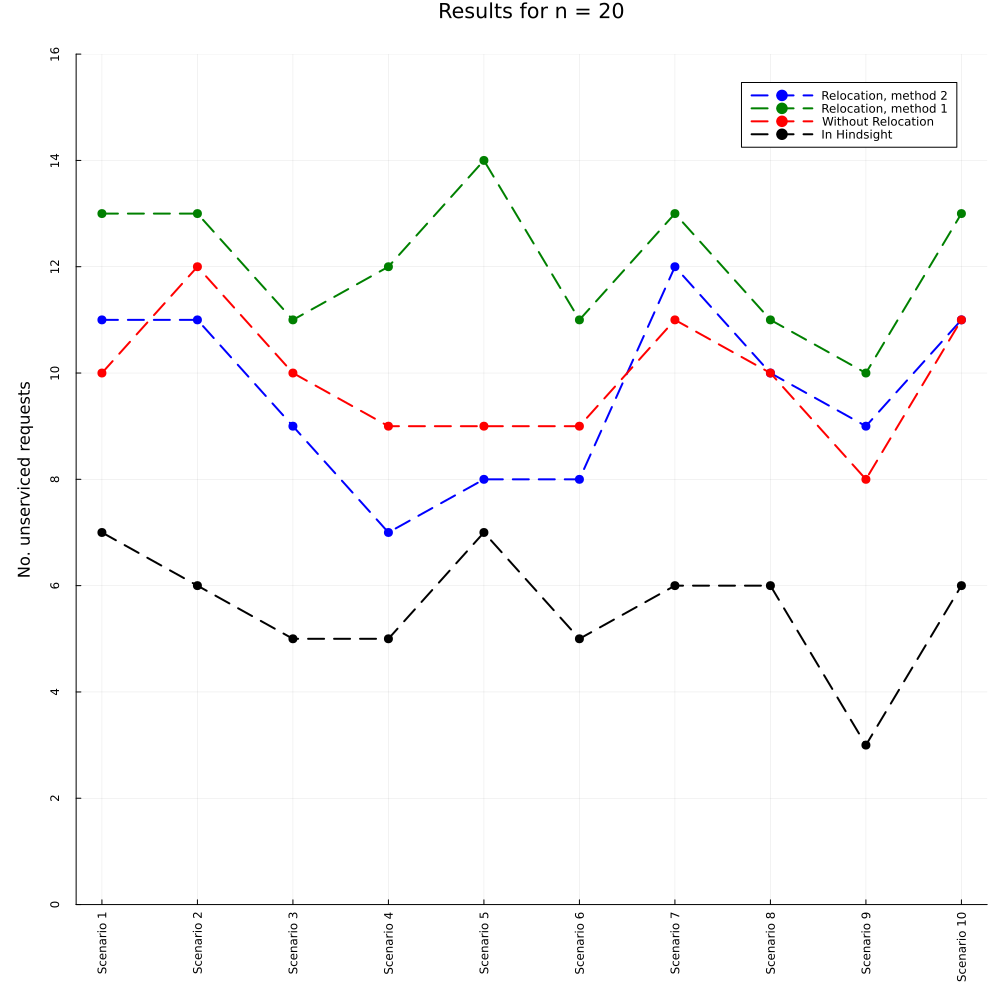 Results for n = 20
No. unserviced requests
16
14
12
10
8
6
4
2
0
Relocation, method 2
Relocation, method 1
Without Relocation
In Hindsight
Scenario 1
Scenario 2
Scenario 3
Scenario 4
Scenario 5
Scenario 6
Scenario 7
Scenario 8
Scenario 9
Scenario 10